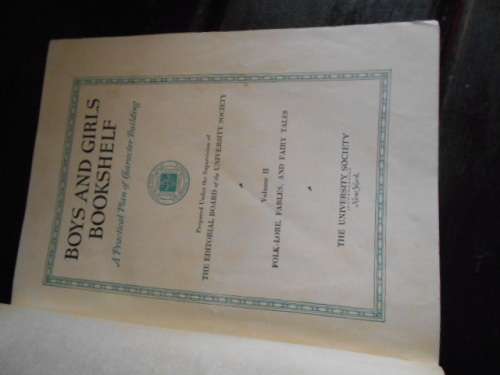 BOYS AND GIRLS
BOOKSHELF
A Practical Plan of Character Building
Prepared Under the Supervision of
THE EDITORIAL BOARD of the UNIVERSITY SOCIETY
Volume II
FOLK-LORE, FABLES, AND FAIRY TALES
THE UNIVERSITY SOCIETY
New York